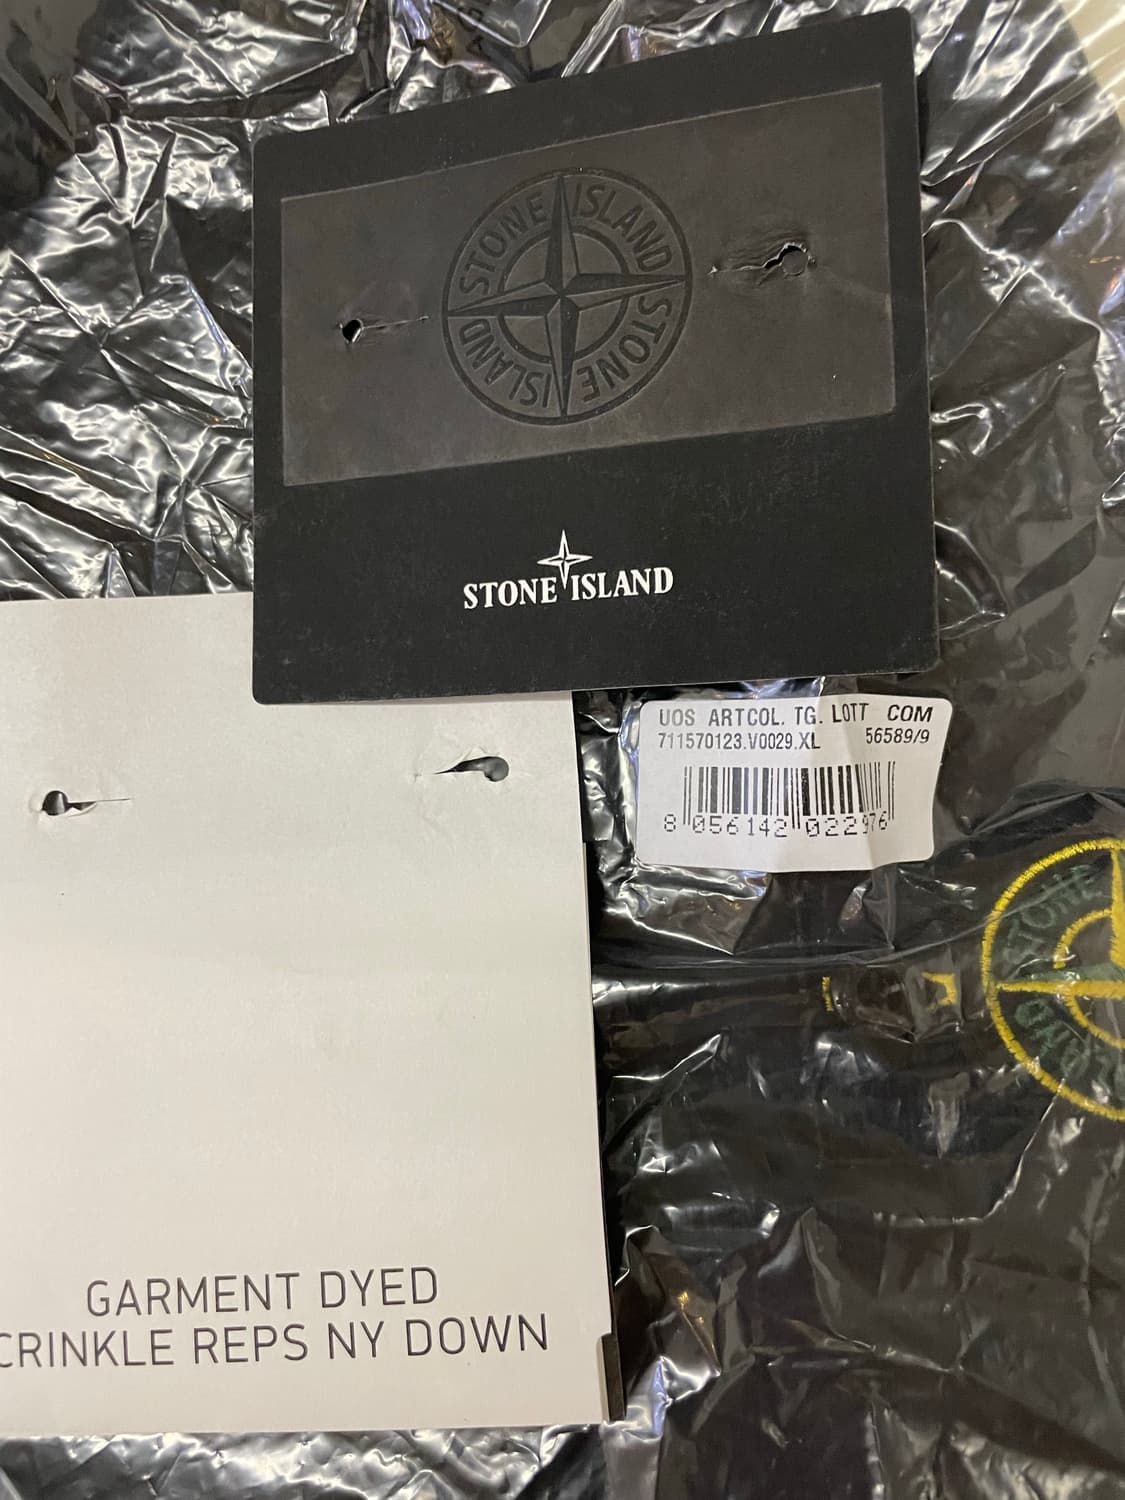 STONE ISLAND STONE ISLAND
STONE ISLAND
UOS ARTCOL. TG. LOTT COM
711570123.V0029.XL 56589/9
8 056142 022976
STONE
GARMENT DYED
CRINKLE REPS NY DOWN